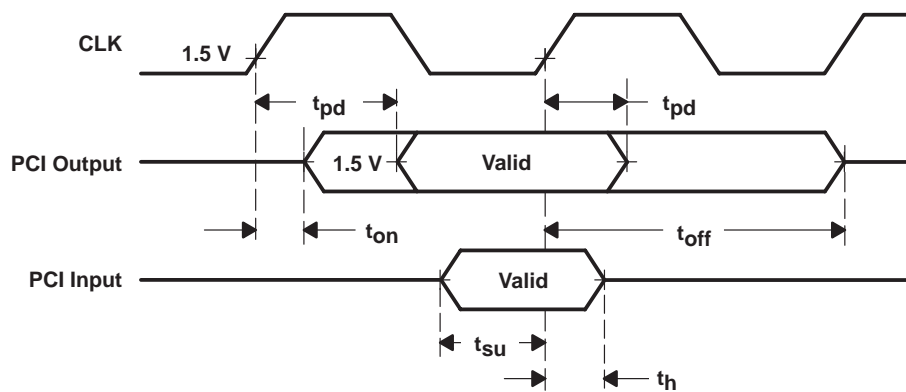 CLK
1.5 V
tpd
tpd
PCI Output
1.5 V
Valid
ton
toff
PCI Input
Valid
tsu
th